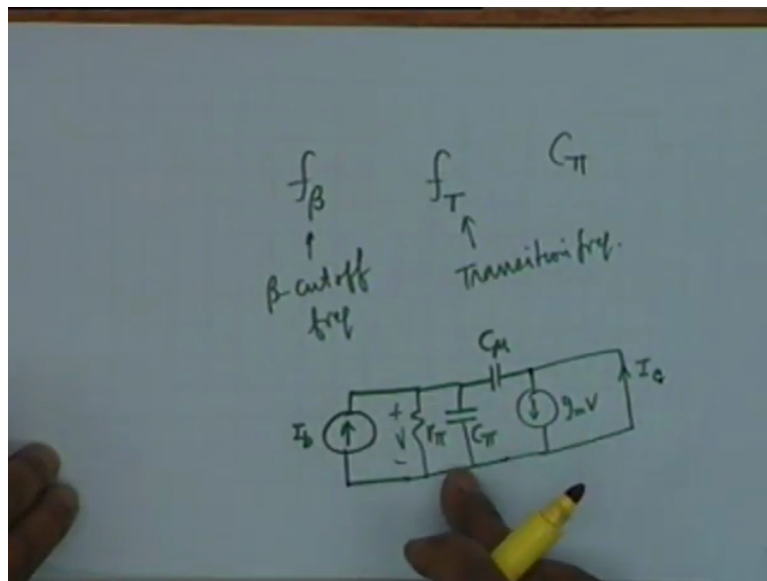 fβ fT Cπ
β-cutoff freq
Transition freq.
Cμ
Ib + V - rπ Cπ gmV Ic